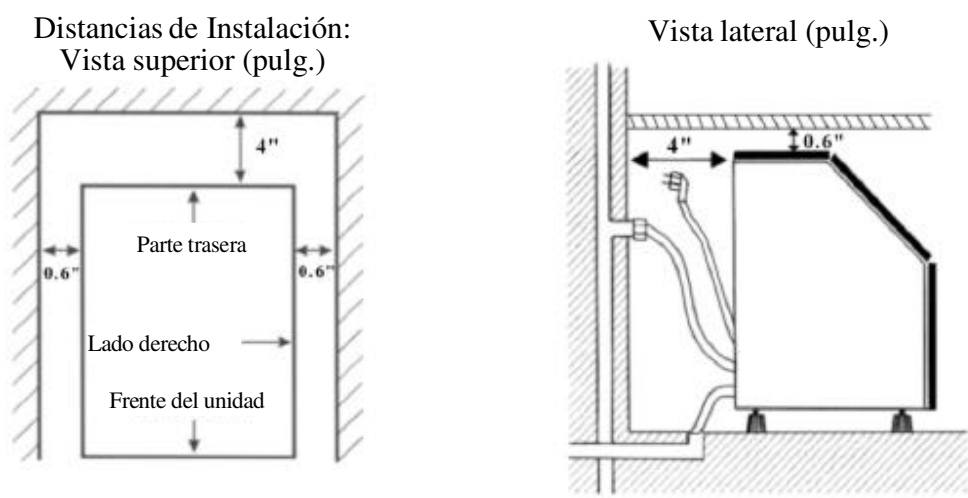 Distancias de Instalación:
Vista superior (pulg.)
4"
Parte trasera
0.6"
0.6"
Lado derecho
Frente del unidad
Vista lateral (pulg.)
0.6"
4"